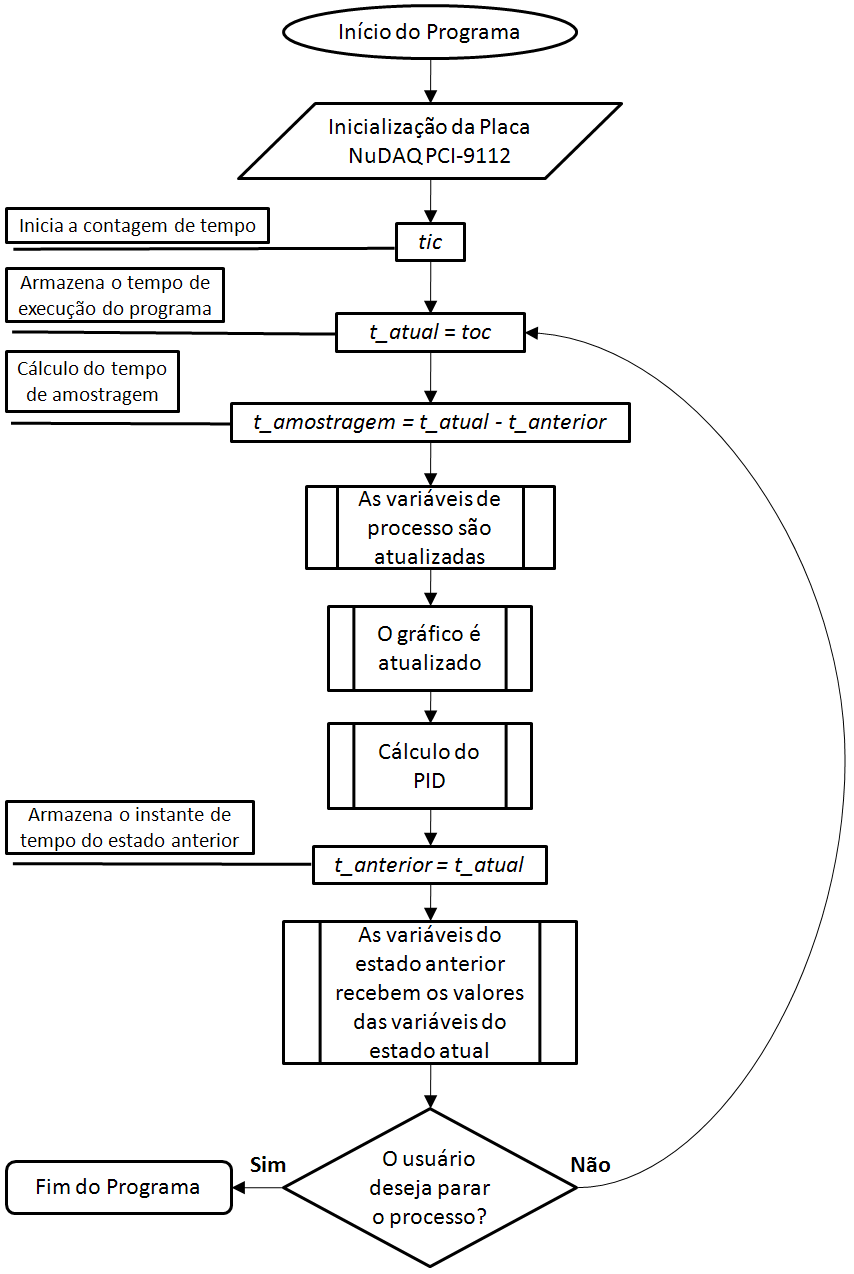 Início do Programa
Inicialização da Placa
NuDAQ PCI-9112
Inicia a contagem de tempo
tic
Armazena o tempo de
execução do programa
t_atual = toc
Cálculo do tempo
de amostragem
t_amostragem = t_atual - t_anterior
As variáveis de
processo são
atualizadas
O gráfico é
atualizado
Cálculo do
PID
Armazena o instante de
tempo do estado anterior
t_anterior = t_atual
As variáveis do
estado anterior
recebem os valores
das variáveis do
estado atual
O usuário
deseja parar
o processo?
Sim
Não
Fim do Programa